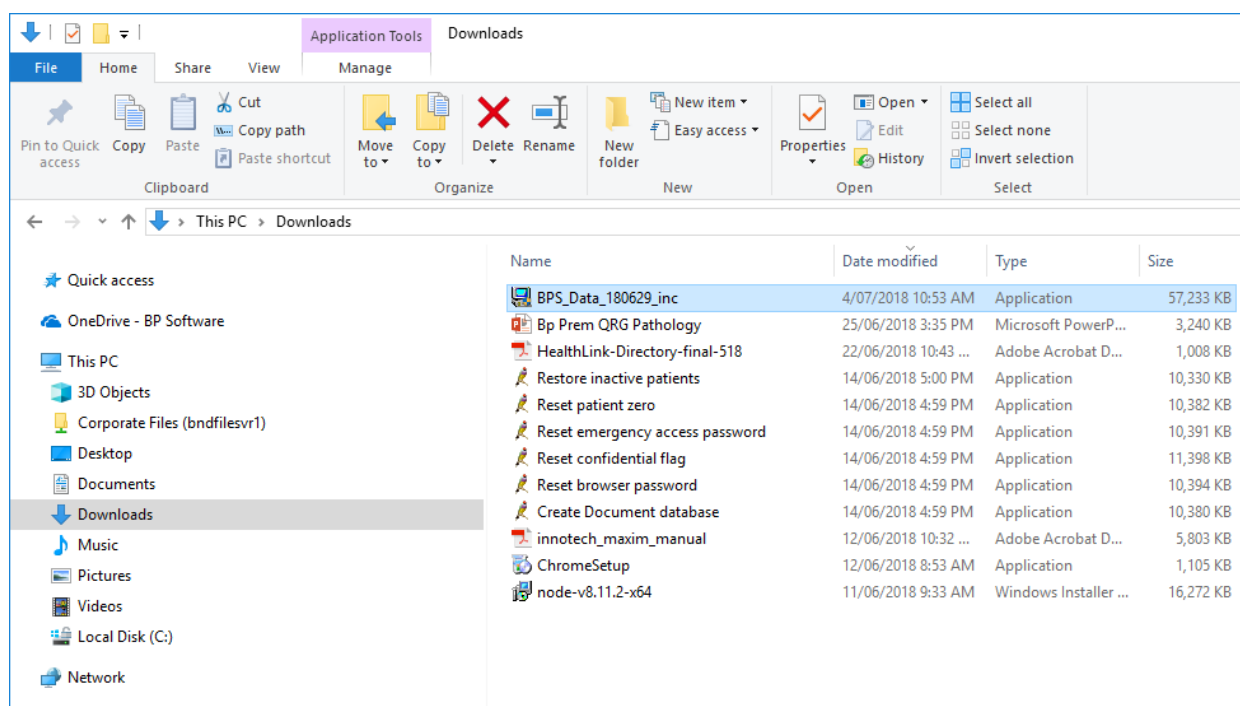 Application Tools Downloads
File Home Share View Manage
Pin to Quick access
Copy
Paste
Cut
Copy path
Paste shortcut
Clipboard
Move to
Copy to
Delete
Rename
Organize
New folder
New item
Easy access
New
Properties
Open
Edit
History
Open
Select all
Select none
Invert selection
Select
This PC > Downloads
Quick access
OneDrive - BP Software
This PC
3D Objects
Corporate Files (bndfilesvr1)
Desktop
Documents
Downloads
Music
Pictures
Videos
Local Disk (C:)
Network
Name Date modified Type Size
BPS_Data_180629_inc 4/07/2018 10:53 AM Application 57,233 KB
Bp Prem QRG Pathology 25/06/2018 3:35 PM Microsoft PowerP... 3,240 KB
HealthLink-Directory-final-518 22/06/2018 10:43 ... Adobe Acrobat D... 1,008 KB
Restore inactive patients 14/06/2018 5:00 PM Application 10,330 KB
Reset patient zero 14/06/2018 4:59 PM Application 10,382 KB
Reset emergency access password 14/06/2018 4:59 PM Application 10,391 KB
Reset confidential flag 14/06/2018 4:59 PM Application 11,398 KB
Reset browser password 14/06/2018 4:59 PM Application 10,394 KB
Create Document database 14/06/2018 4:59 PM Application 10,380 KB
innotech_maxim_manual 12/06/2018 10:32 ... Adobe Acrobat D... 5,803 KB
ChromeSetup 12/06/2018 8:53 AM Application 1,105 KB
node-v8.11.2-x64 11/06/2018 9:33 AM Windows Installer ... 16,272 KB